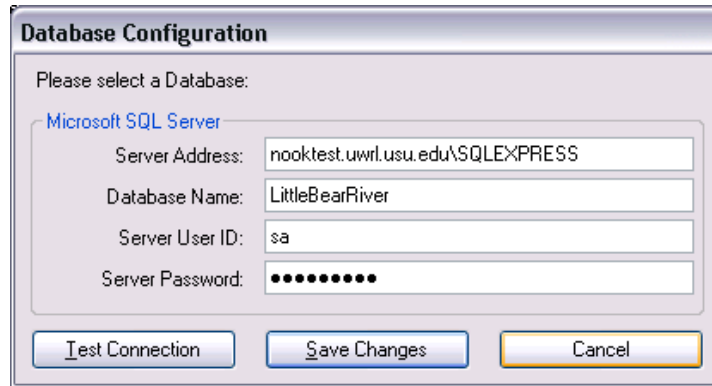 Database Configuration
Please select a Database:
Microsoft SQL Server
Server Address: nooktest.uwrl.usu.edu\SQLEXPRESS
Database Name: LittleBearRiver
Server User ID: sa
Server Password: ●●●●●●●●●
Test Connection Save Changes Cancel